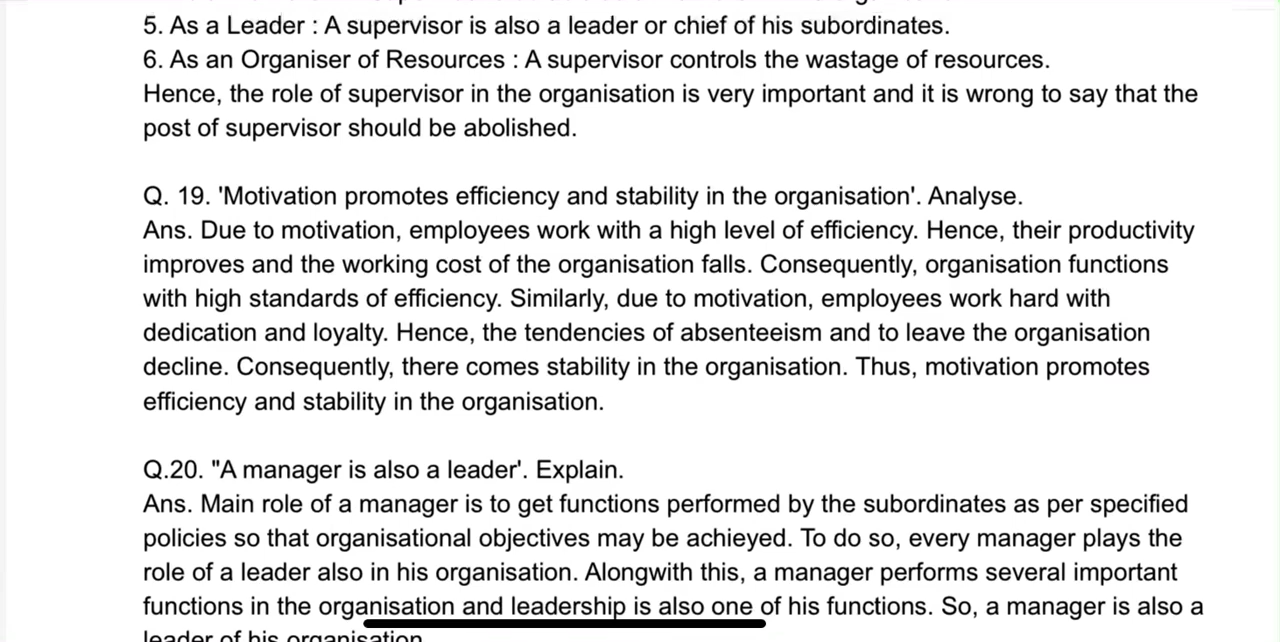 5. As a Leader : A supervisor is also a leader or chief of his subordinates.
6. As an Organiser of Resources : A supervisor controls the wastage of resources.
Hence, the role of supervisor in the organisation is very important and it is wrong to say that the
post of supervisor should be abolished.
Q. 19. 'Motivation promotes efficiency and stability in the organisation'. Analyse.
Ans. Due to motivation, employees work with a high level of efficiency. Hence, their productivity
improves and the working cost of the organisation falls. Consequently, organisation functions
with high standards of efficiency. Similarly, due to motivation, employees work hard with
dedication and loyalty. Hence, the tendencies of absenteeism and to leave the organisation
decline. Consequently, there comes stability in the organisation. Thus, motivation promotes
efficiency and stability in the organisation.
Q.20. "A manager is also a leader'. Explain.
Ans. Main role of a manager is to get functions performed by the subordinates as per specified
policies so that organisational objectives may be achieyed. To do so, every manager plays the
role of a leader also in his organisation. Alongwith this, a manager performs several important
functions in the organisation and leadership is also one of his functions. So, a manager is also a
leader of his organisation